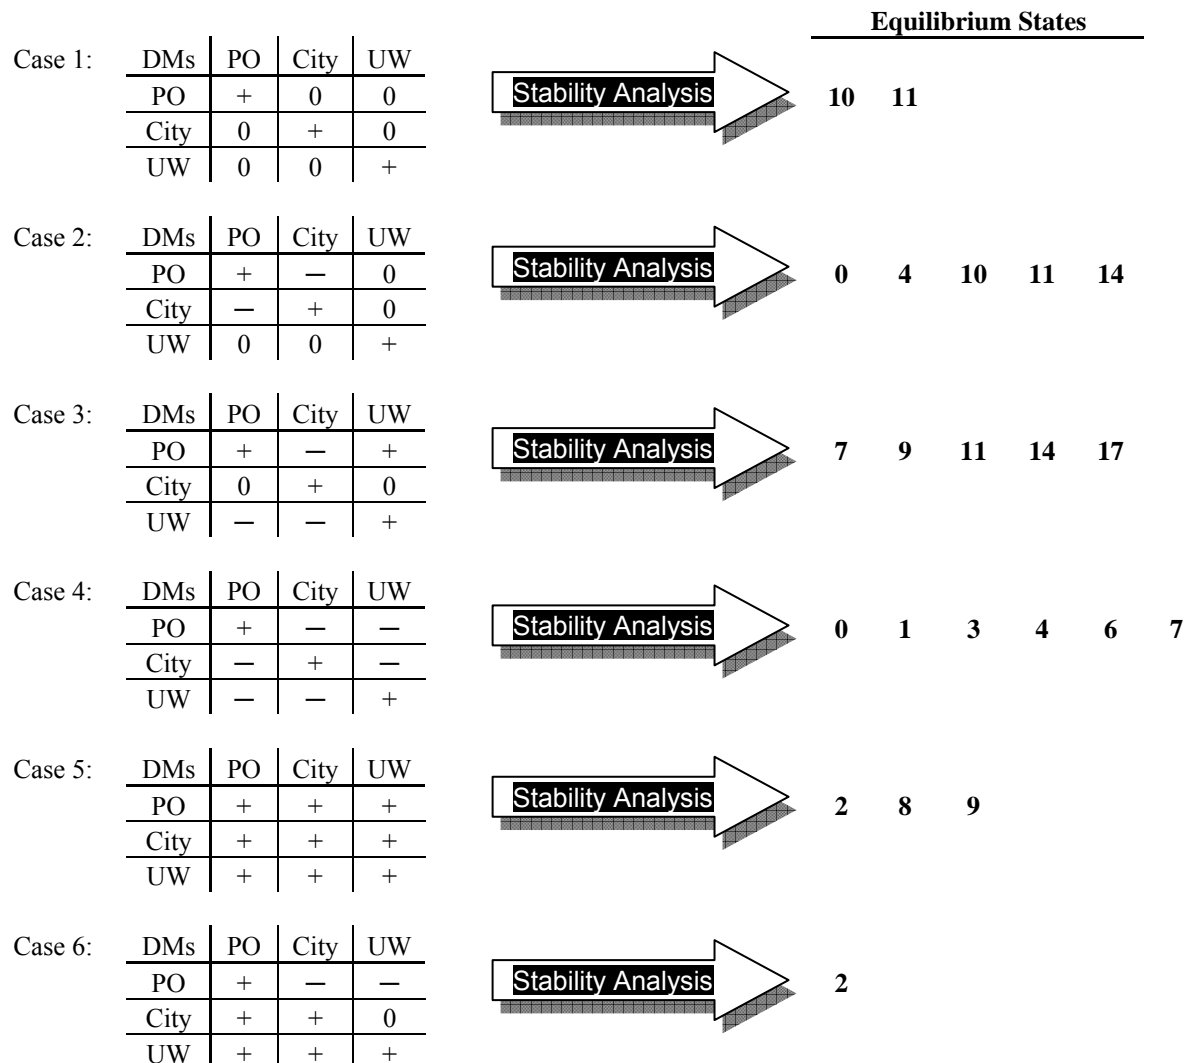 Equilibrium States
Case 1: DMs PO City UW
PO + 0 0
Stability Analysis 10 11
City 0 + 0
UW 0 0 +
Case 2: DMs PO City UW
PO + — 0
Stability Analysis 0 4 10 11 14
City — + 0
UW 0 0 +
Case 3: DMs PO City UW
PO + — +
Stability Analysis 7 9 11 14 17
City 0 + 0
UW — — +
Case 4: DMs PO City UW
PO + — —
Stability Analysis 0 1 3 4 6 7
City — + —
UW — — +
Case 5: DMs PO City UW
PO + + +
Stability Analysis 2 8 9
City + + +
UW + + +
Case 6: DMs PO City UW
PO + — —
Stability Analysis 2
City + + 0
UW + + +